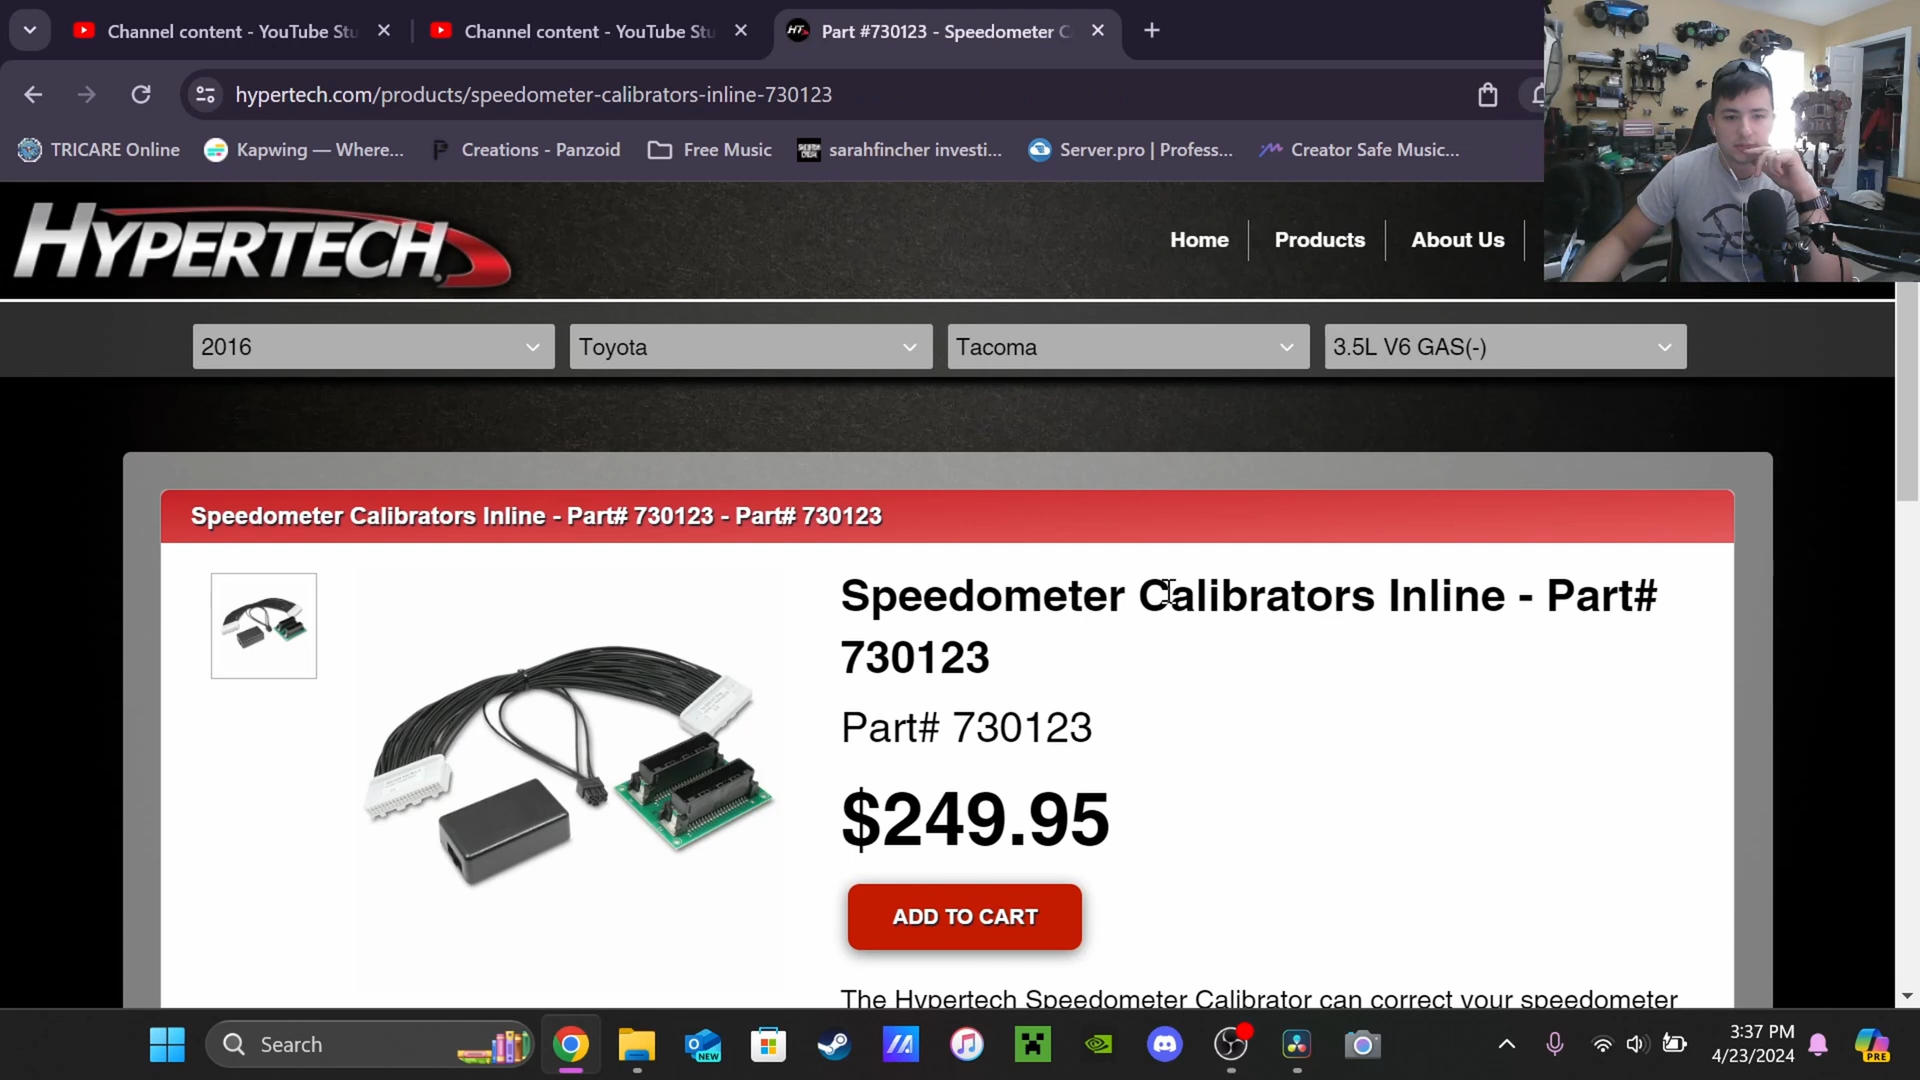 Channel content - YouTube Stu
Channel content - YouTube Stu
Part #730123 - Speedometer C
hypertech.com/products/speedometer-calibrators-inline-730123
TRICARE Online
Kapwing — Where...
Creations - Panzoid
Free Music
sarahfincher investi...
Server.pro | Profess...
Creator Safe Music...
HYPERTECH
Home
Products
About Us
2016
Toyota
Tacoma
3.5L V6 GAS(-)
Speedometer Calibrators Inline - Part# 730123 - Part# 730123
Speedometer Calibrators Inline - Part#
730123
Part# 730123
$249.95
ADD TO CART
The Hypertech Speedometer Calibrator can correct your speedometer
Search
NEW
3:37 PM
4/23/2024
PRE